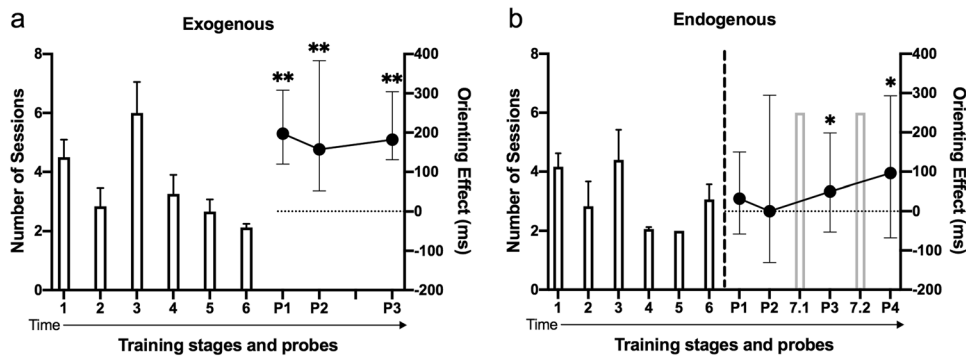 a
Exogenous
8
6
4
2
0
Number of Sessions
** ** **
400
300
200
100
0
-100
-200
Orienting Effect (ms)
1 2 3 4 5 6 P1 P2 P3
Time
Training stages and probes
b
Endogenous
8
6
4
2
0
Number of Sessions
* *
400
300
200
100
0
-100
-200
Orienting Effect (ms)
1 2 3 4 5 6 P1 P2 7.1 P3 7.2 P4
Time
Training stages and probes